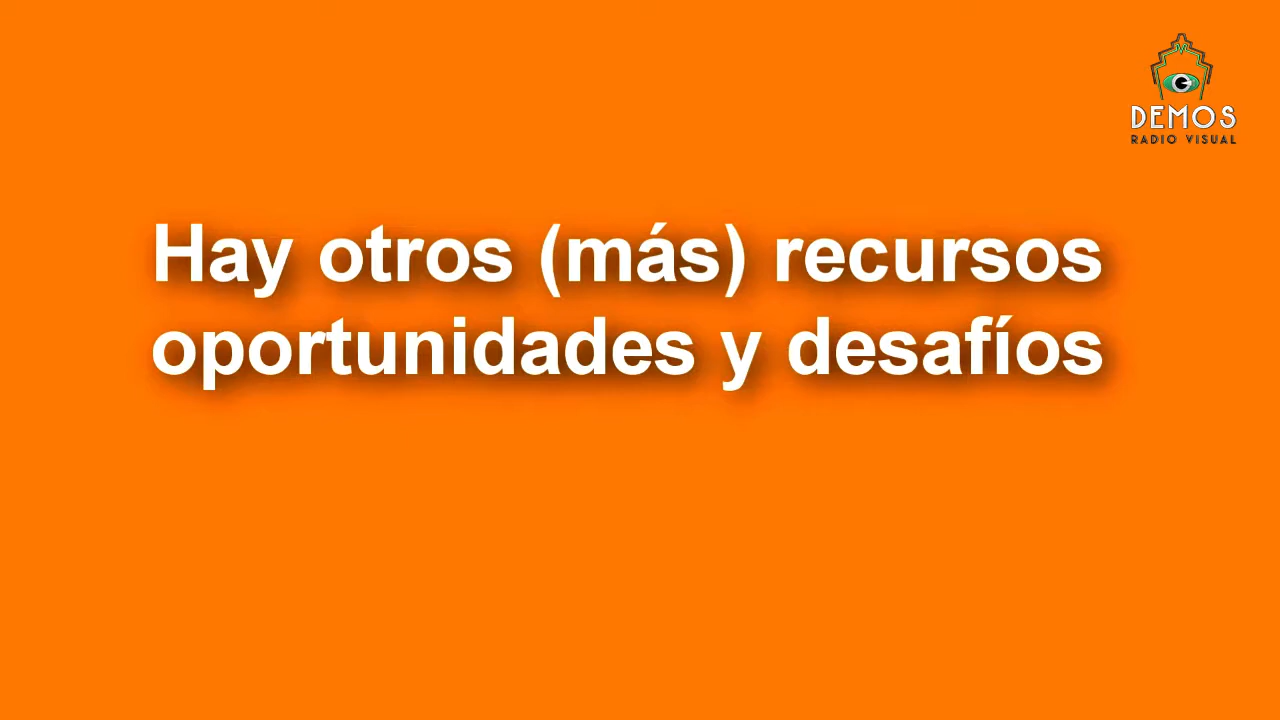 DEMOS
RADIO VISUAL
Hay otros (más) recursos
oportunidades y desafíos